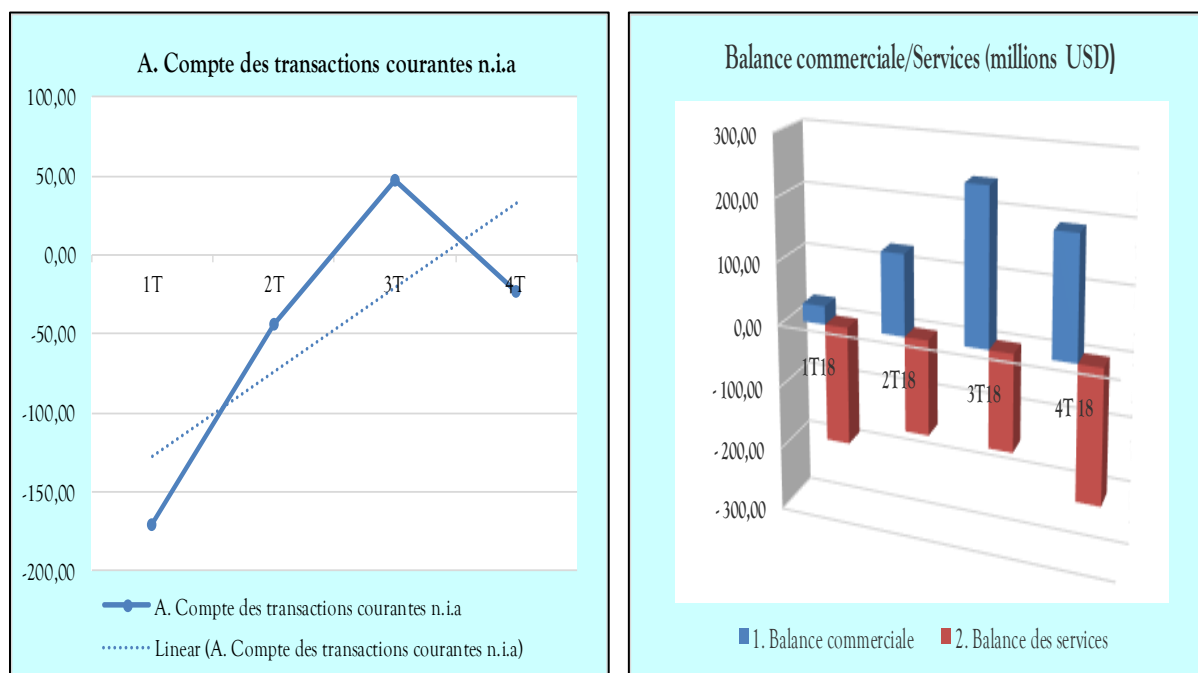 A. Compte des transactions courantes n.i.a
100,00
50,00
0,00
1T 2T 3T 4T
-50,00
-100,00
-150,00
-200,00
A. Compte des transactions courantes n.i.a
Linear (A. Compte des transactions courantes n.i.a)
Balance commerciale/Services (millions USD)
300,00
200,00
100,00
0,00
1T18 2T18 3T18 4T 18
- 100,00
- 200,00
- 300,00
1. Balance commerciale 2. Balance des services